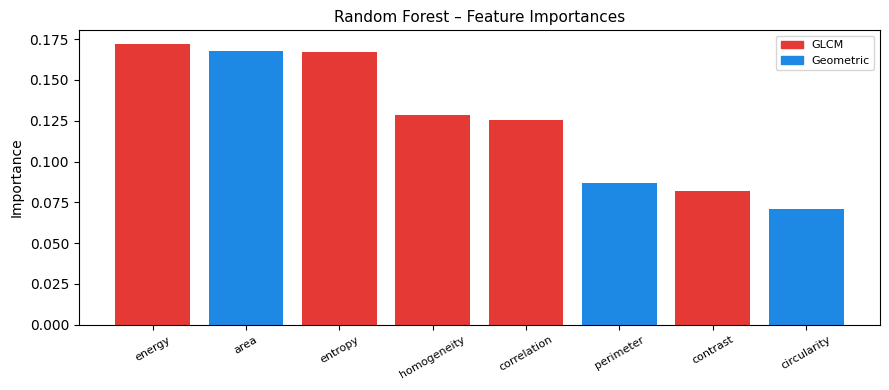 Random Forest – Feature Importances
GLCM
Geometric
Importance
0.175
0.150
0.125
0.100
0.075
0.050
0.025
0.000
energy
area
entropy
homogeneity
correlation
perimeter
contrast
circularity